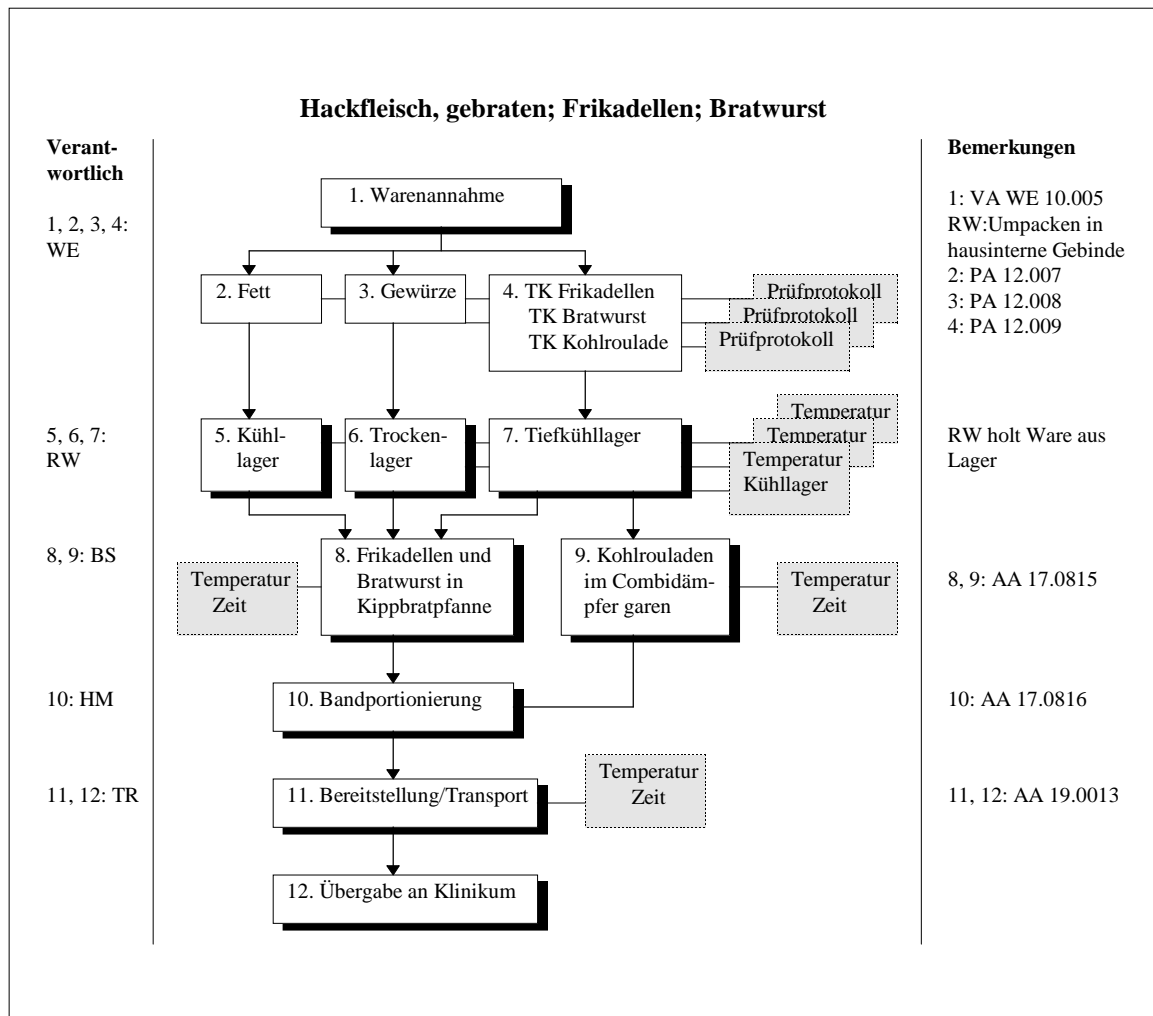 Hackfleisch, gebraten; Frikadellen; Bratwurst
Verant-
wortlich
Bemerkungen
1. Warenannahme
1: VA WE 10.005
1, 2, 3, 4:
WE
RW:Umpacken in
hausinterne Gebinde
2. Fett
3. Gewürze
4. TK Frikadellen
TK Bratwurst
TK Kohlroulade
Prüfprotokoll
Prüfprotokoll
Prüfprotokoll
2: PA 12.007
3: PA 12.008
4: PA 12.009
5, 6, 7:
RW
5. Kühl-
lager
6. Trocken-
lager
7. Tiefkühllager
Temperatur
Temperatur
Temperatur
Kühllager
RW holt Ware aus
Lager
8, 9: BS
Temperatur
Zeit
8. Frikadellen und
Bratwurst in
Kippbratpfanne
9. Kohlrouladen
im Combidäm-
pfer garen
Temperatur
Zeit
8, 9: AA 17.0815
10: HM
10. Bandportionierung
10: AA 17.0816
11, 12: TR
11. Bereitstellung/Transport
Temperatur
Zeit
11, 12: AA 19.0013
12. Übergabe an Klinikum